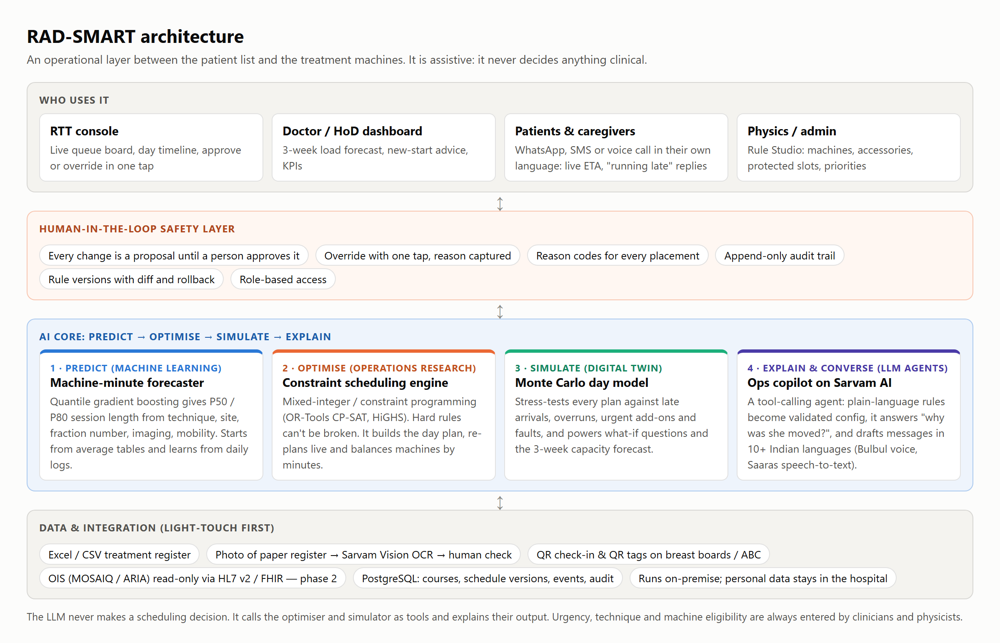 RAD-SMART architecture
An operational layer between the patient list and the treatment machines. It is assistive: it never decides anything clinical.
WHO USES IT
RTT console
Live queue board, day timeline, approve
or override in one tap
Doctor / HoD dashboard
3-week load forecast, new-start advice,
KPIs
Patients & caregivers
WhatsApp, SMS or voice call in their own
language: live ETA, "running late" replies
Physics / admin
Rule Studio: machines, accessories,
protected slots, priorities
↕
HUMAN-IN-THE-LOOP SAFETY LAYER
Every change is a proposal until a person approves it
Override with one tap, reason captured
Reason codes for every placement
Append-only audit trail
Rule versions with diff and rollback
Role-based access
↕
AI CORE: PREDICT → OPTIMISE → SIMULATE → EXPLAIN
1 · PREDICT (MACHINE LEARNING)
Machine-minute forecaster
Quantile gradient boosting gives P50 /
P80 session length from technique, site,
fraction number, imaging, mobility. Starts
from average tables and learns from daily
logs.
2 · OPTIMISE (OPERATIONS RESEARCH)
Constraint scheduling engine
Mixed-integer / constraint programming
(OR-Tools CP-SAT, HiGHS). Hard rules
can't be broken. It builds the day plan, re-
plans live and balances machines by
minutes.
3 · SIMULATE (DIGITAL TWIN)
Monte Carlo day model
Stress-tests every plan against late
arrivals, overruns, urgent add-ons and
faults, and powers what-if questions and
the 3-week capacity forecast.
4 · EXPLAIN & CONVERSE (LLM AGENTS)
Ops copilot on Sarvam AI
A tool-calling agent: plain-language rules
become validated config, it answers "why
was she moved?", and drafts messages in
10+ Indian languages (Bulbul voice,
Saaras speech-to-text).
↕
DATA & INTEGRATION (LIGHT-TOUCH FIRST)
Excel / CSV treatment register
Photo of paper register → Sarvam Vision OCR → human check
QR check-in & QR tags on breast boards / ABC
OIS (MOSAIQ / ARIA) read-only via HL7 v2 / FHIR — phase 2
PostgreSQL: courses, schedule versions, events, audit
Runs on-premise; personal data stays in the hospital
The LLM never makes a scheduling decision. It calls the optimiser and simulator as tools and explains their output. Urgency, technique and machine eligibility are always entered by clinicians and physicists.